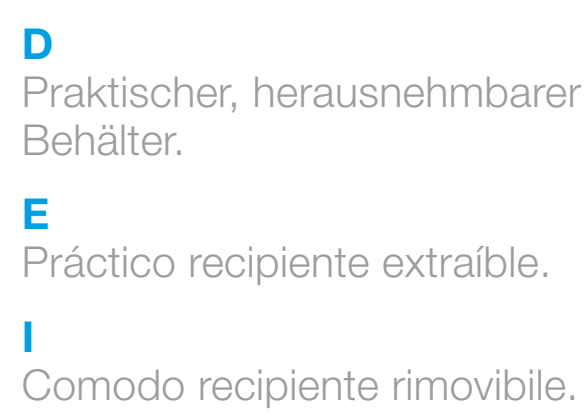 D
Praktischer, herausnehmbarer
Behälter.
E
Práctico recipiente extraíble.
I
Comodo recipiente rimovibile.